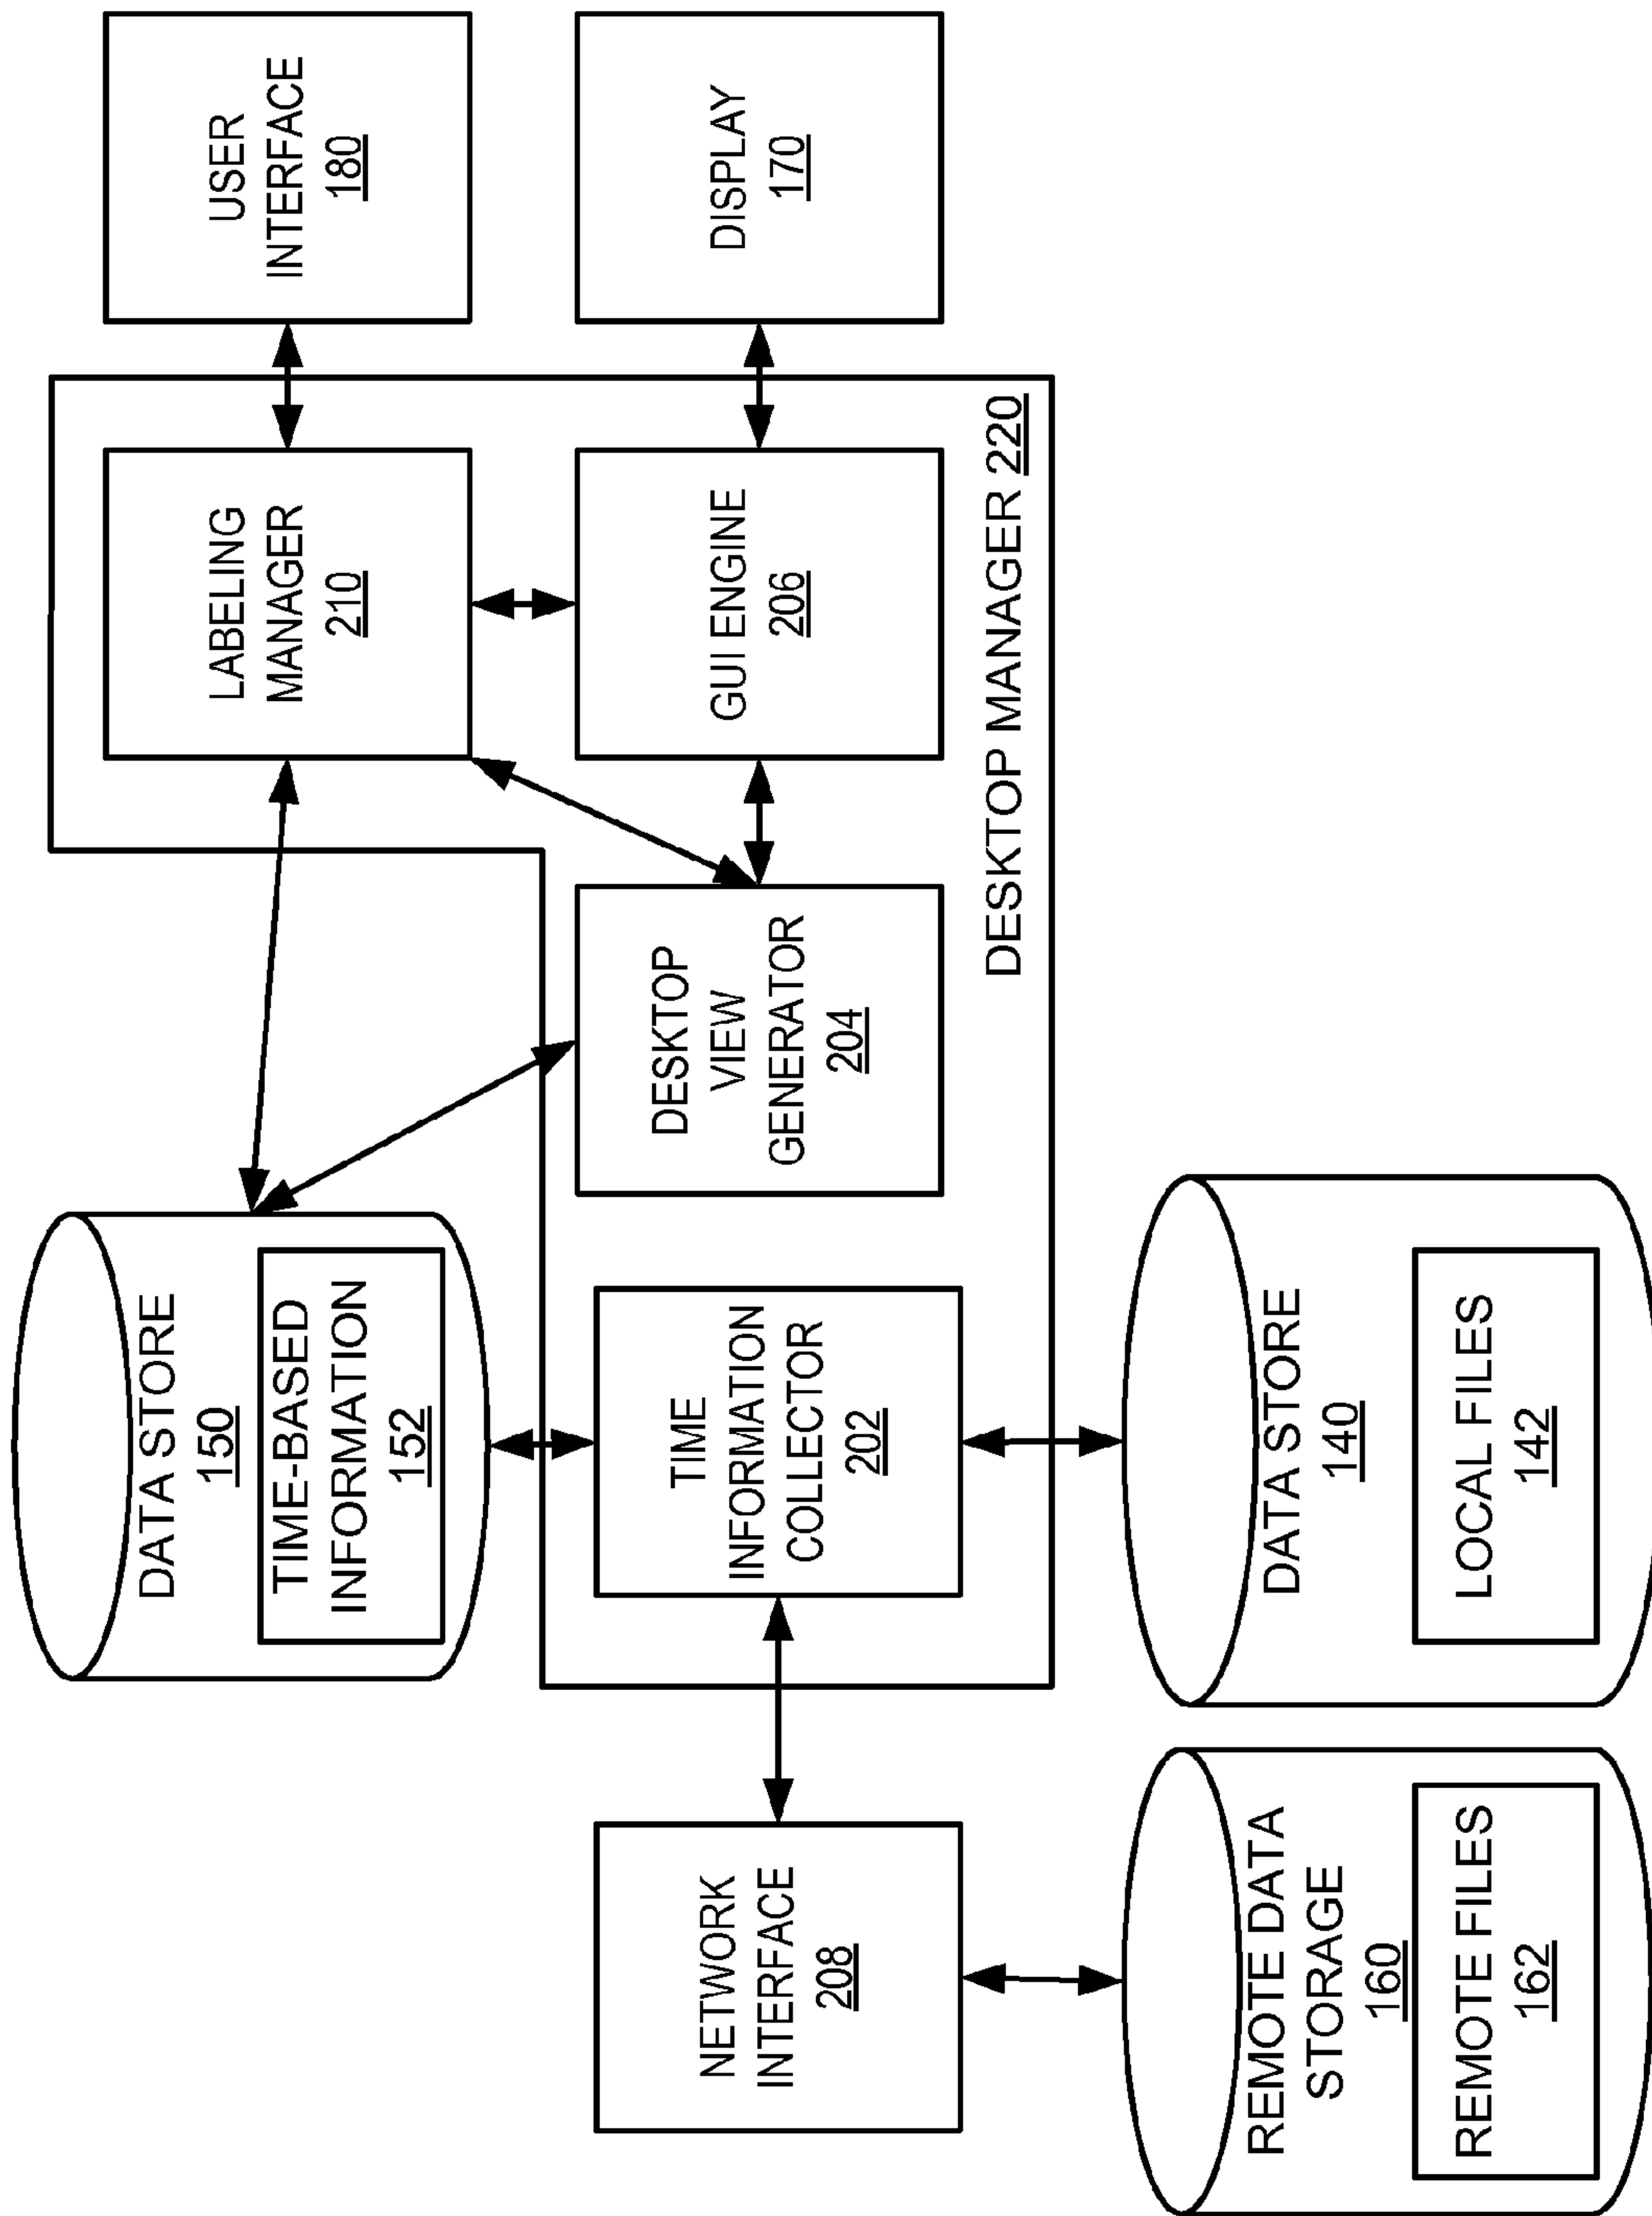 DATA STORE
150
TIME-BASED
INFORMATION
152
LABELING
MANAGER
210
USER
INTERFACE
180
NETWORK
INTERFACE
208
TIME
INFORMATION
COLLECTOR
202
DESKTOP
VIEW
GENERATOR
204
GUI ENGINE
206
DISPLAY
170
DESKTOP MANAGER 220
REMOTE DATA
STORAGE
160
REMOTE FILES
162
DATA STORE
140
LOCAL FILES
142